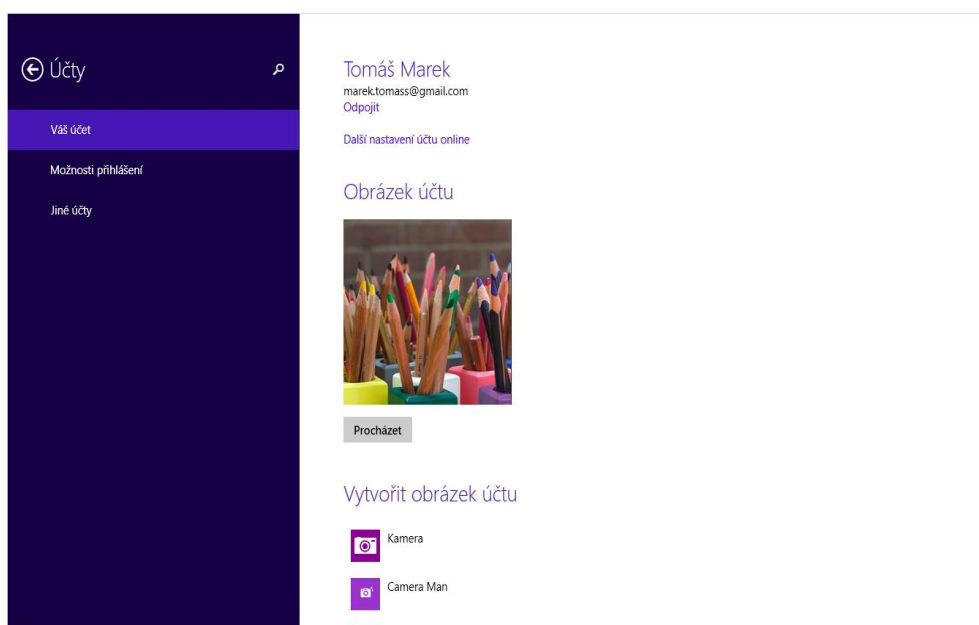 Účty
Váš účet
Možnosti přihlášení
Jiné účty
Tomáš Marek
marek.tomass@gmail.com
Odpojit
Další nastavení účtu online
Obrázek účtu
Procházet
Vytvořit obrázek účtu
Kamera
Camera Man